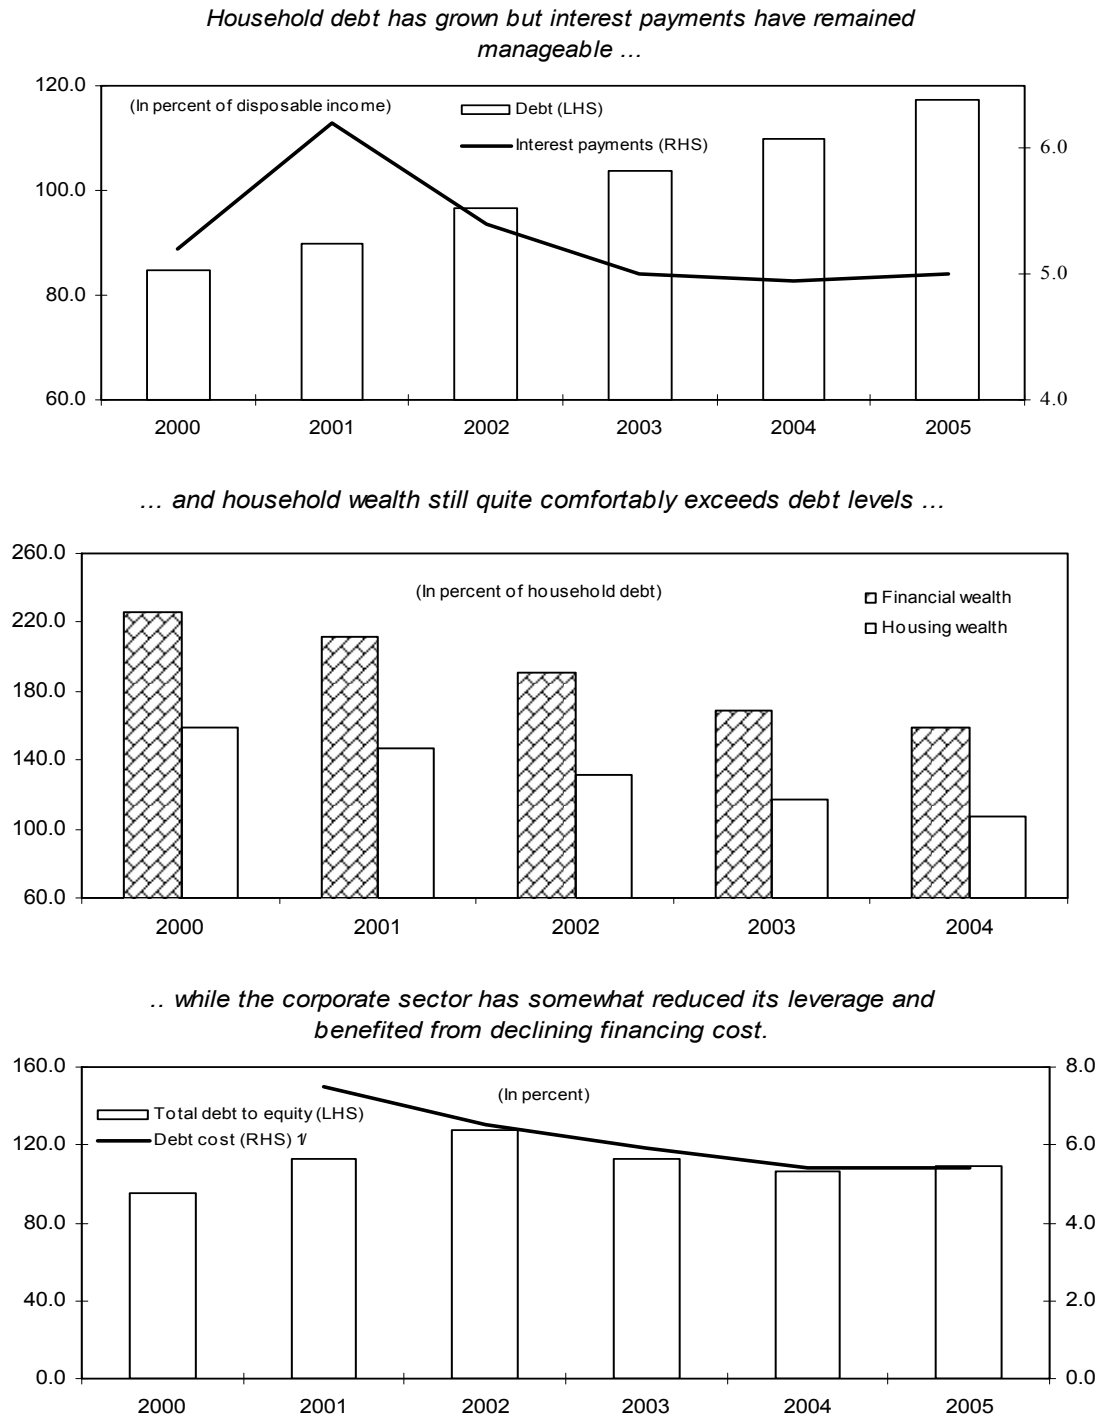 Household debt has grown but interest payments have remained
manageable ...
120.0
(In percent of disposable income)
Debt (LHS)
Interest payments (RHS)
6.0
100.0
5.0
80.0
60.0
4.0
2000 2001 2002 2003 2004 2005
... and household wealth still quite comfortably exceeds debt levels ...
260.0
(In percent of household debt)
Financial wealth
220.0
Housing wealth
180.0
140.0
100.0
60.0
2000 2001 2002 2003 2004
.. while the corporate sector has somewhat reduced its leverage and
benefited from declining financing cost.
160.0 8.0
(In percent)
Total debt to equity (LHS)
Debt cost (RHS) 1/
120.0 6.0
80.0 4.0
40.0 2.0
0.0 0.0
2000 2001 2002 2003 2004 2005